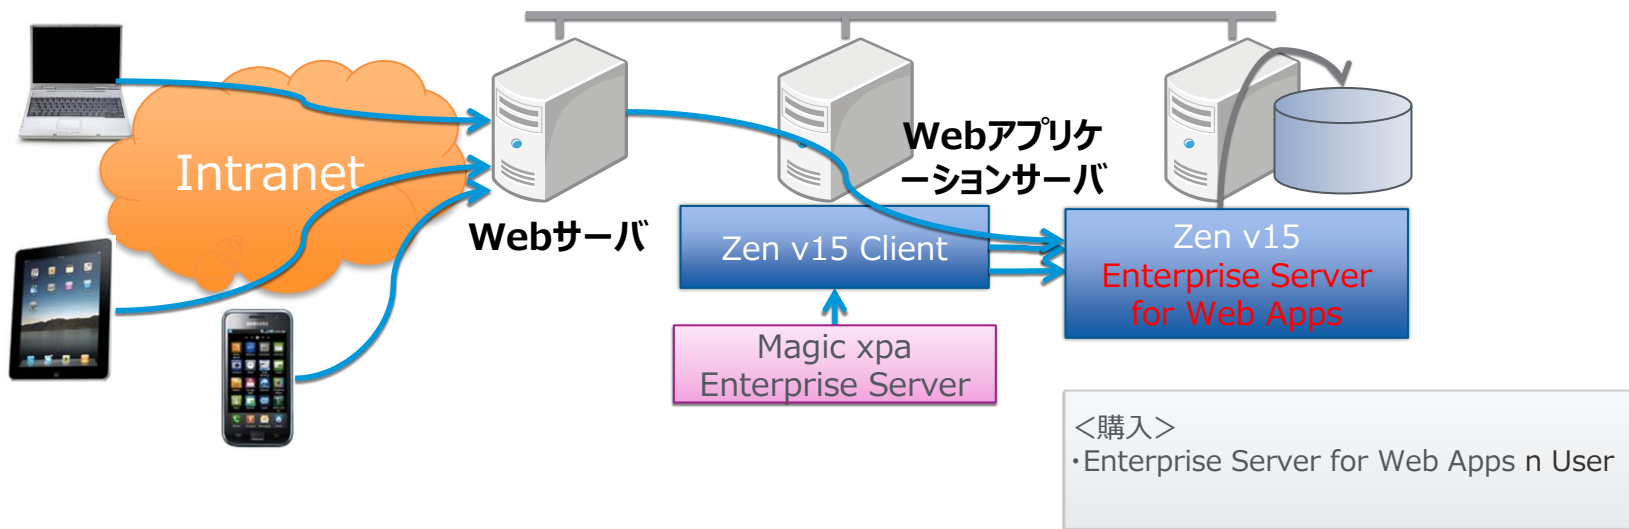 Intranet
Webサーバ
Webアプリケ
ーションサーバ
Zen v15 Client
Magic xpa
Enterprise Server
Zen v15
Enterprise Server
for Web Apps
＜購入＞
・Enterprise Server for Web Apps n User